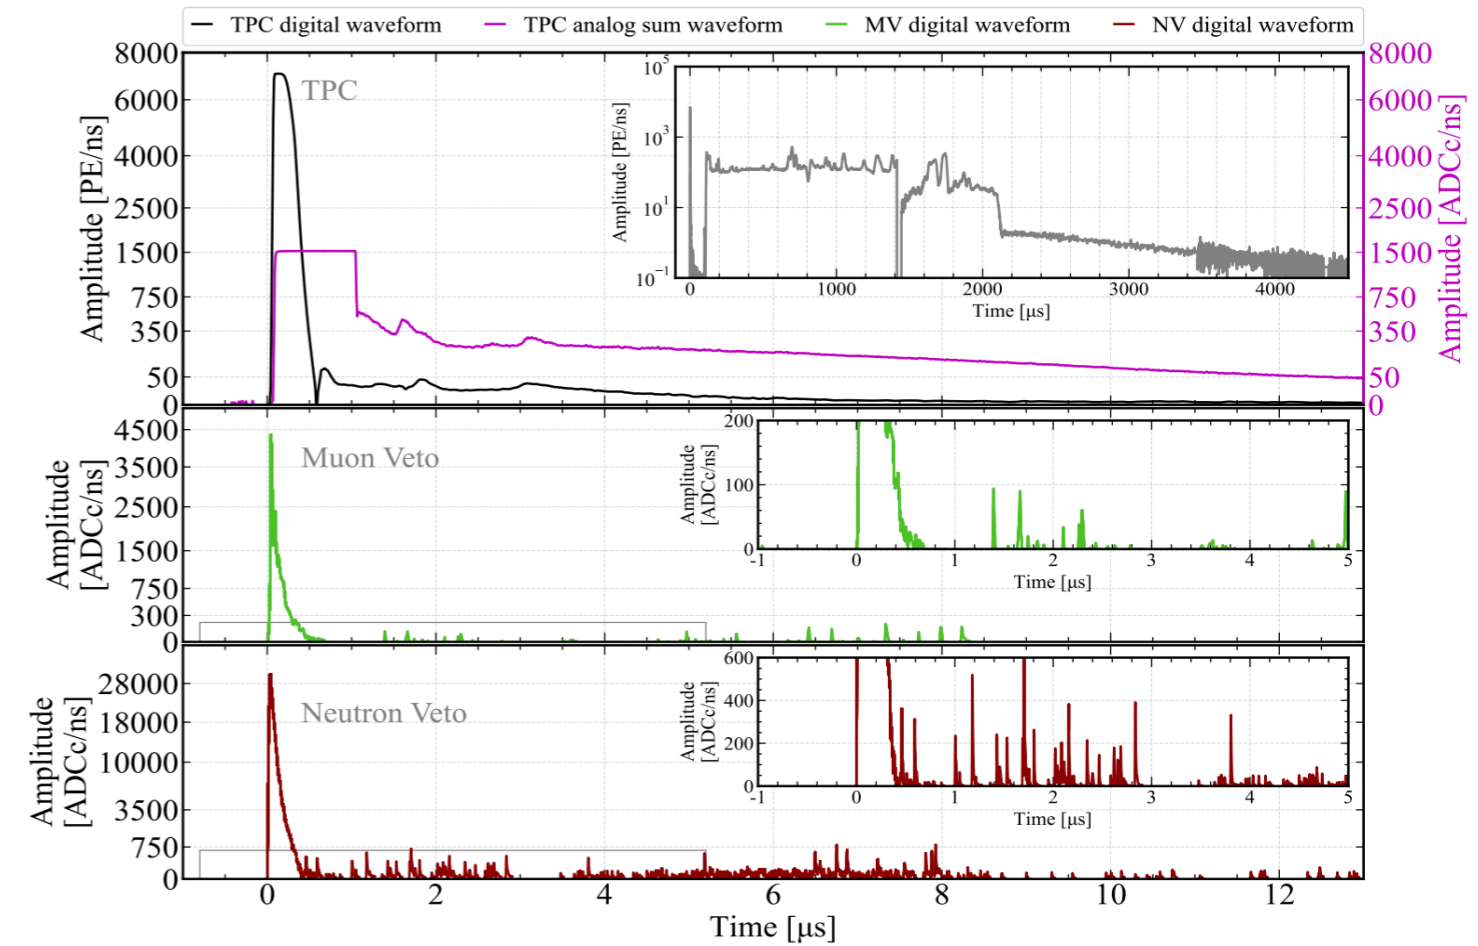 TPC digital waveform TPC analog sum waveform MV digital waveform NV digital waveform
TPC
Amplitude [PE/ns]
8000
6000
4000
2500
1500
750
350
50
0
Amplitude [ADCc/ns]
8000
6000
4000
2500
1500
750
350
50
0
Amplitude [PE/ns]
10^5
10^3
10^1
10^−1
0 1000 2000 3000 4000
Time [μs]
Muon Veto
Amplitude
[ADCc/ns]
4500
3500
2500
1500
750
300
0
Amplitude
[ADCc/ns]
200
100
0
-1 0 1 2 3 4 5
Time [μs]
Neutron Veto
Amplitude
[ADCc/ns]
28000
18000
10000
3500
750
0
Amplitude
[ADCc/ns]
600
400
200
0
-1 0 1 2 3 4 5
Time [μs]
0 2 4 6 8 10 12
Time [μs]